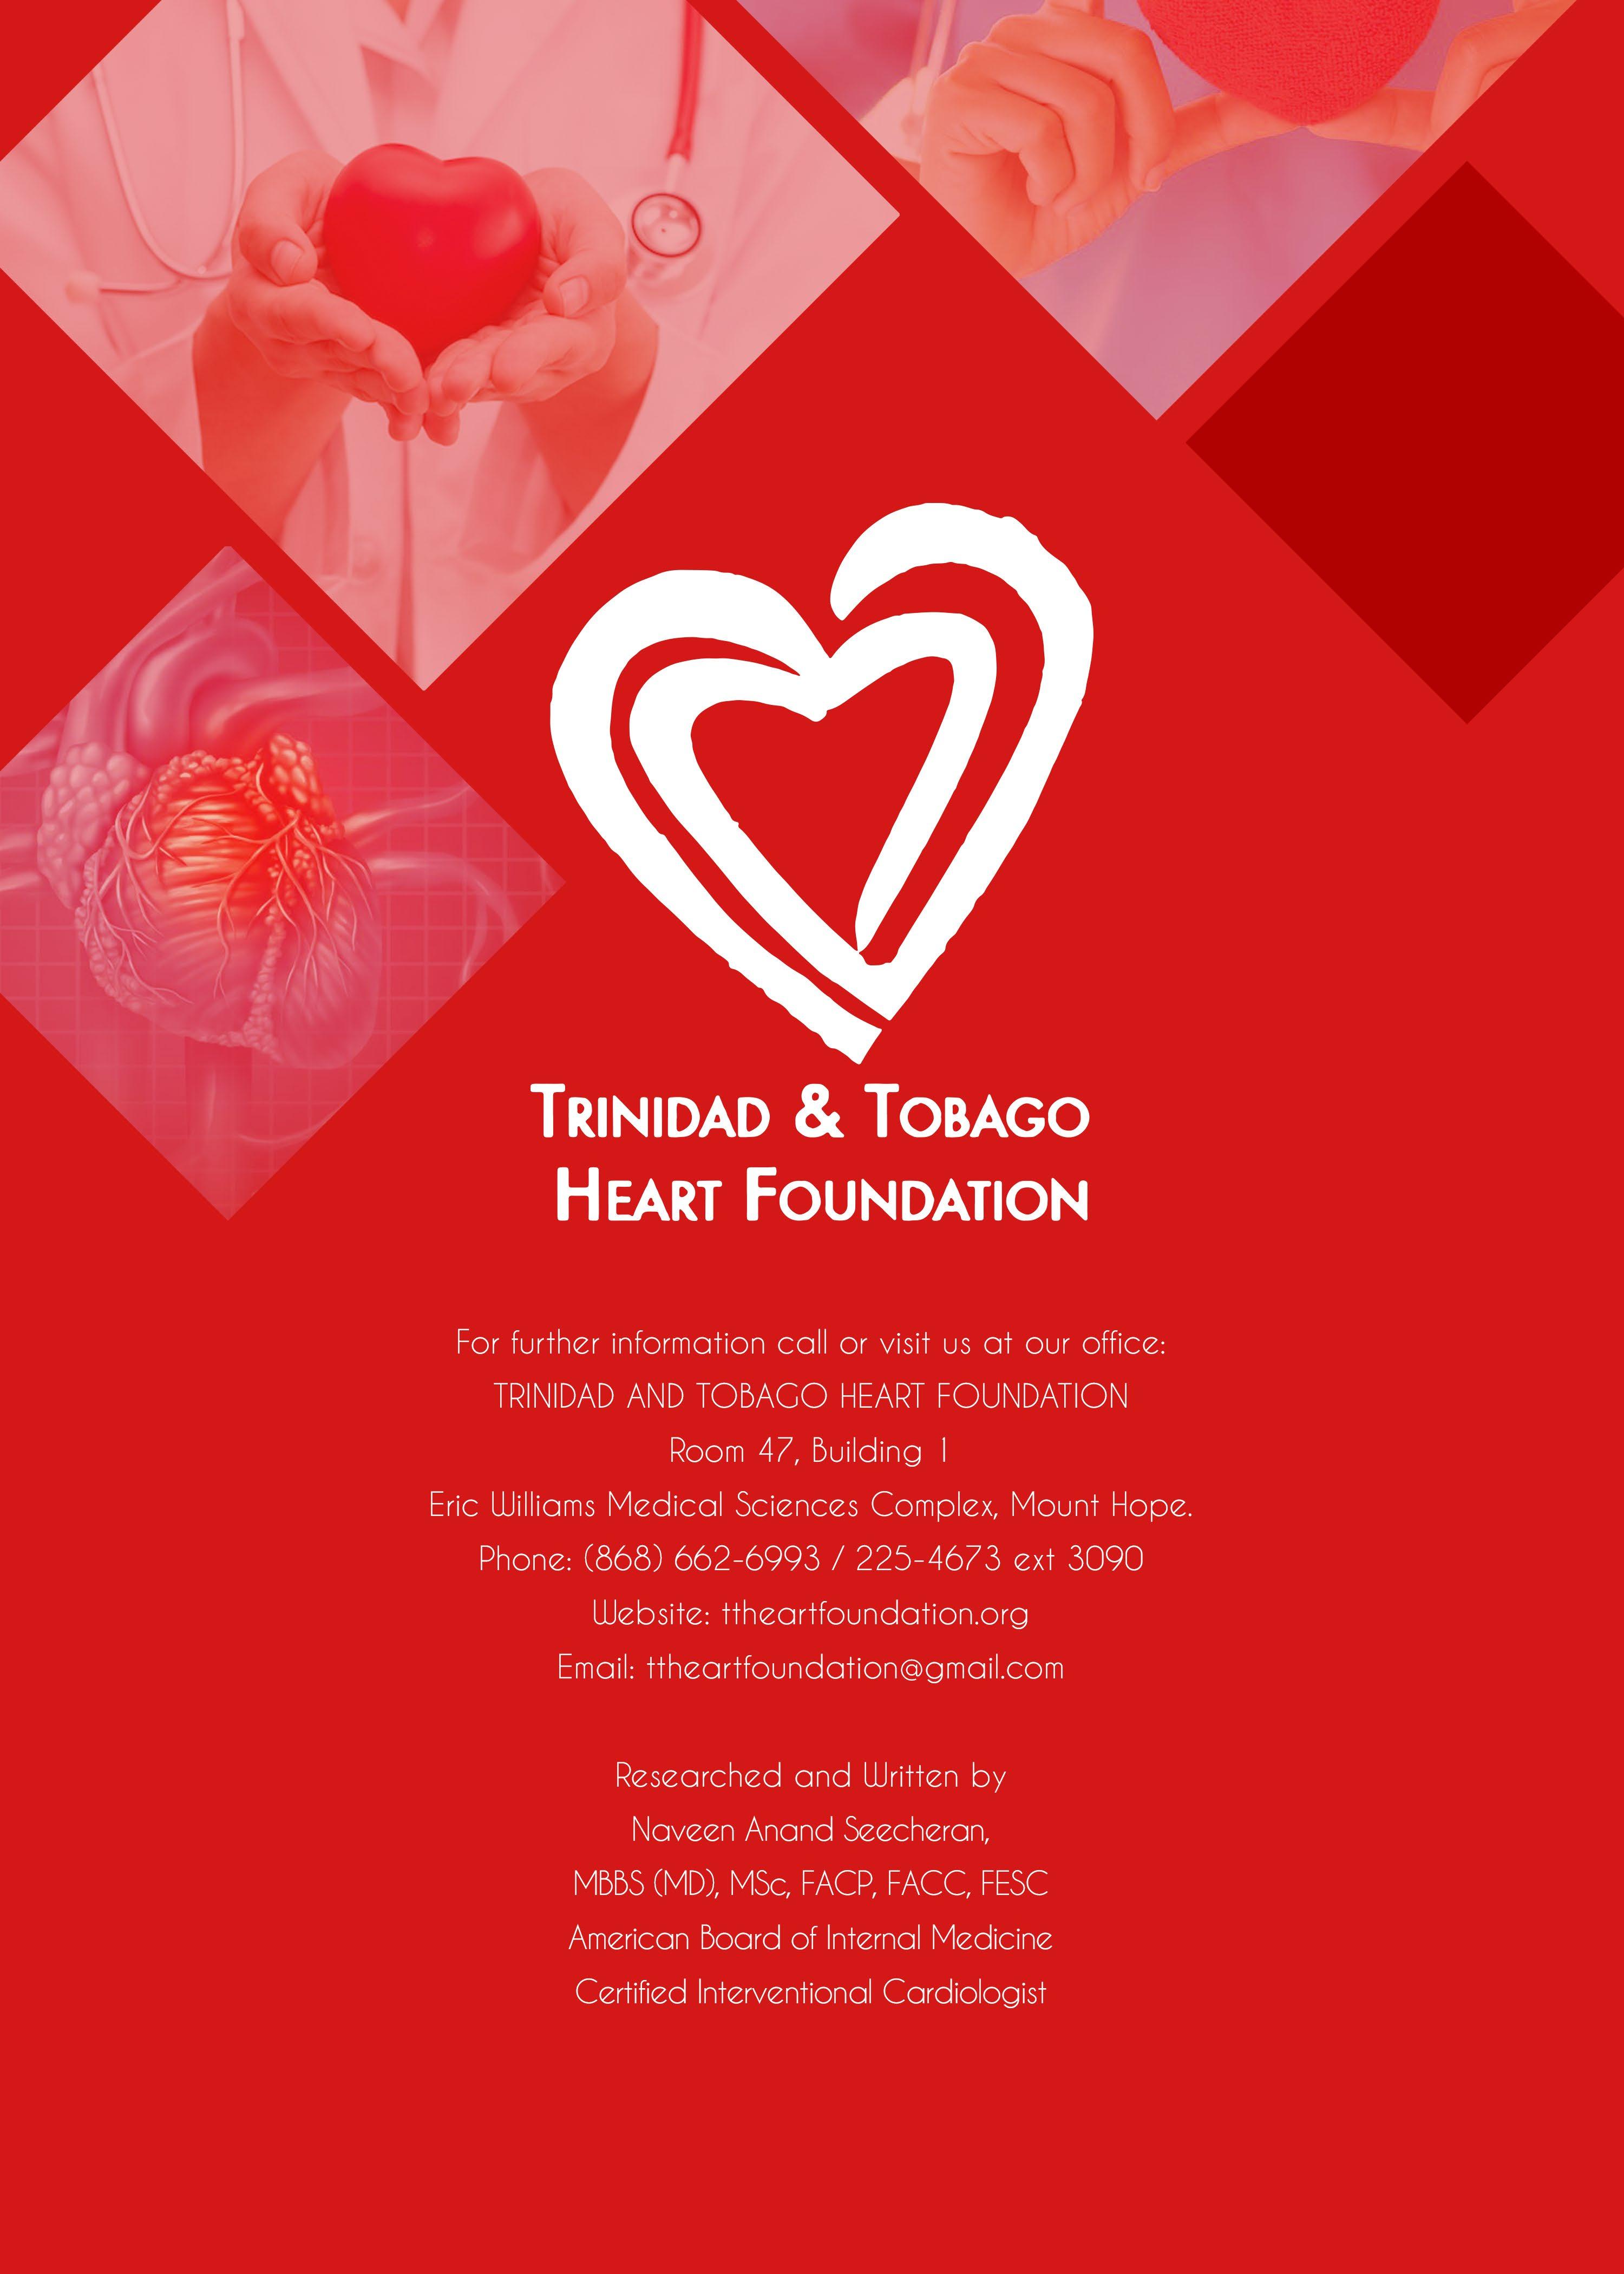 TRINIDAD & TOBAGO
HEART FOUNDATION
For further information call or visit us at our office:
TRINIDAD AND TOBAGO HEART FOUNDATION
Room 47, Building 1
Eric Williams Medical Sciences Complex, Mount Hope.
Phone: (868) 662-6993 / 225-4673 ext 3090
Website: ttheartfoundation.org
Email: ttheartfoundation@gmail.com
Researched and Written by
Naveen Anand Seecheran,
MBBS (MD), MSc, FACP, FACC, FESC
American Board of Internal Medicine
Certified Interventional Cardiologist